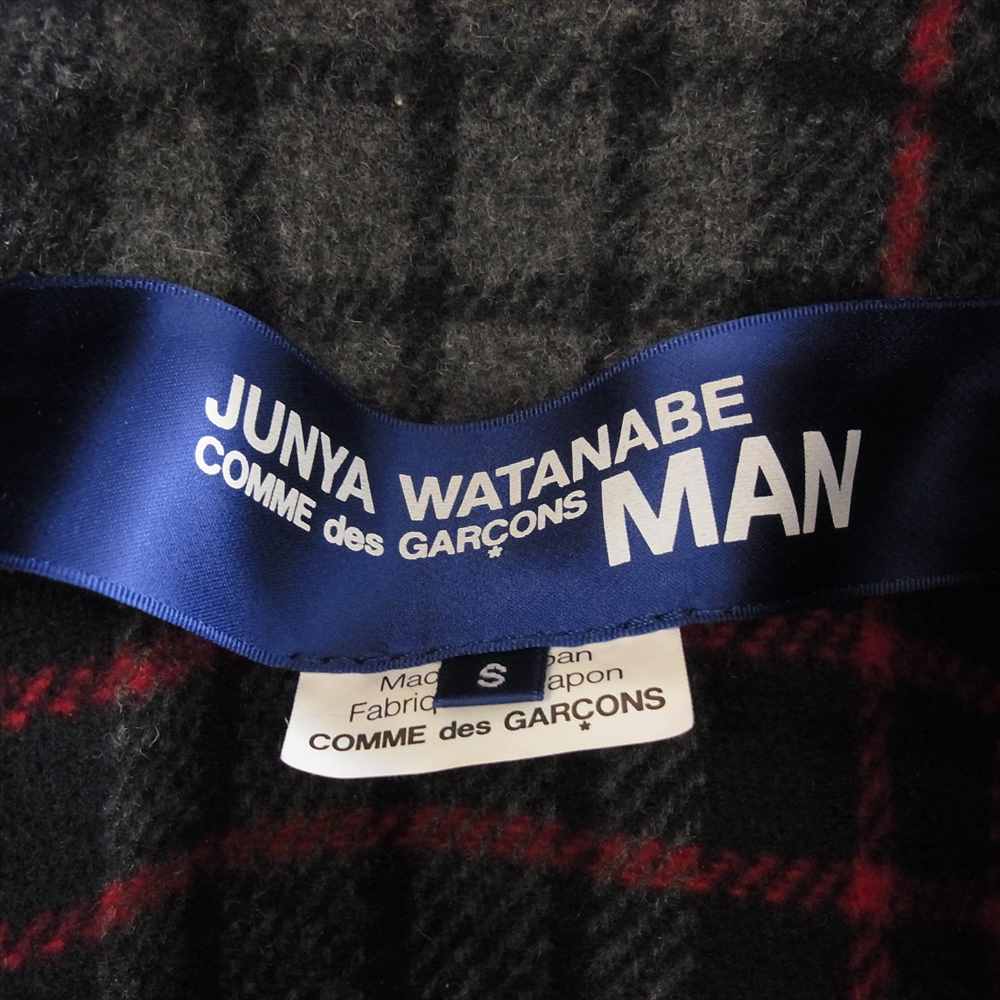 JUNYA WATANABE
COMME des GARÇONS MAN
S
COMME des GARÇONS